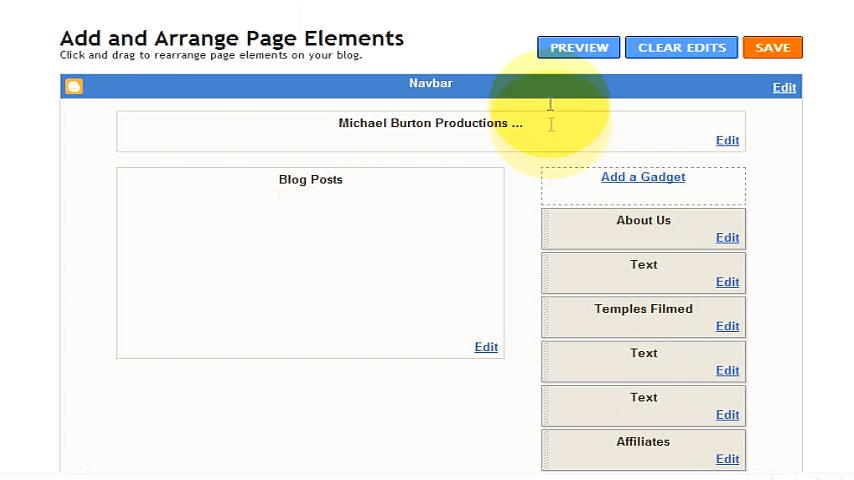 Add and Arrange Page Elements
Click and drag to rearrange page elements on your blog.
PREVIEW
CLEAR EDITS
SAVE
Navbar
Edit
Michael Burton Productions ...
Edit
Blog Posts
Edit
Add a Gadget
About Us
Edit
Text
Edit
Temples Filmed
Edit
Text
Edit
Text
Edit
Affiliates
Edit